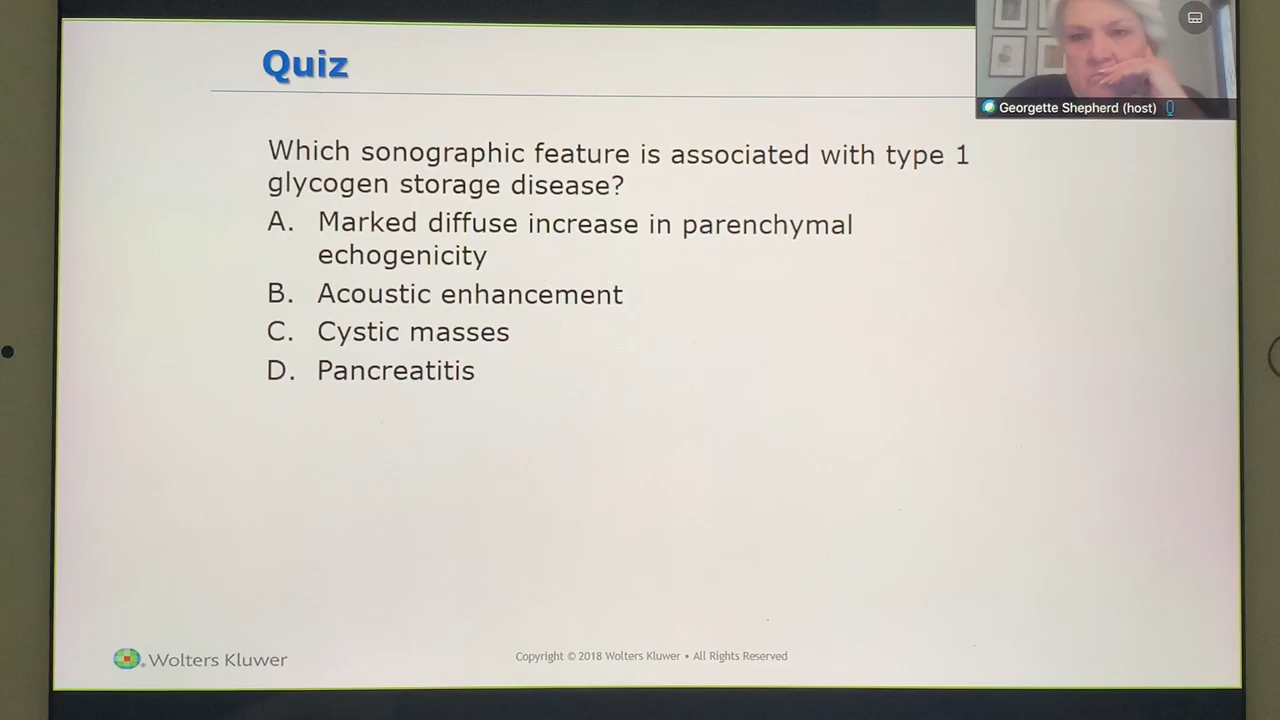 Quiz
Georgette Shepherd (host)
Which sonographic feature is associated with type 1
glycogen storage disease?
A. Marked diffuse increase in parenchymal
echogenicity
B. Acoustic enhancement
C. Cystic masses
D. Pancreatitis
Wolters Kluwer
Copyright © 2018 Wolters Kluwer • All Rights Reserved